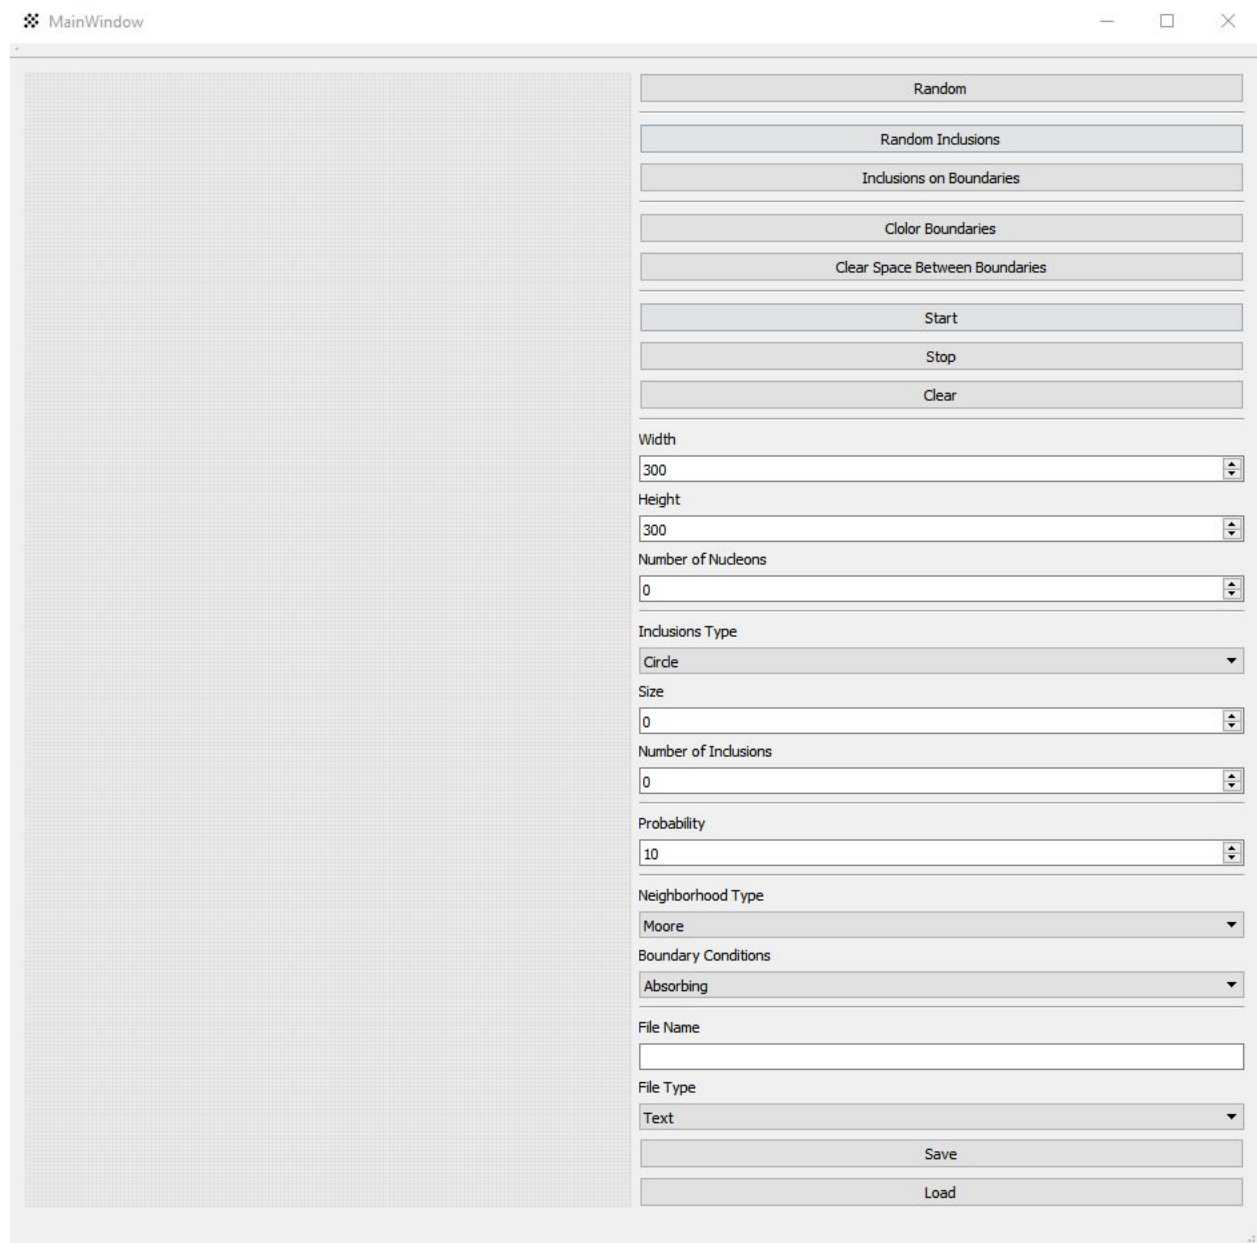 MainWindow
Random
Random Inclusions
Inclusions on Boundaries
Clolor Boundaries
Clear Space Between Boundaries
Start
Stop
Clear
Width
300
Height
300
Number of Nucleons
0
Inclusions Type
Circle
Size
0
Number of Inclusions
0
Probability
10
Neighborhood Type
Moore
Boundary Conditions
Absorbing
File Name
File Type
Text
Save
Load